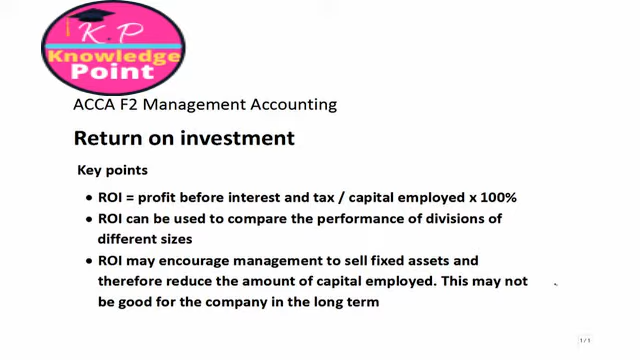 K.P
Knowledge
Point
ACCA F2 Management Accounting
Return on investment
Key points
• ROI = profit before interest and tax / capital employed x 100%
• ROI can be used to compare the performance of divisions of
different sizes
• ROI may encourage management to sell fixed assets and
therefore reduce the amount of capital employed. This may not
be good for the company in the long term
1 / 1